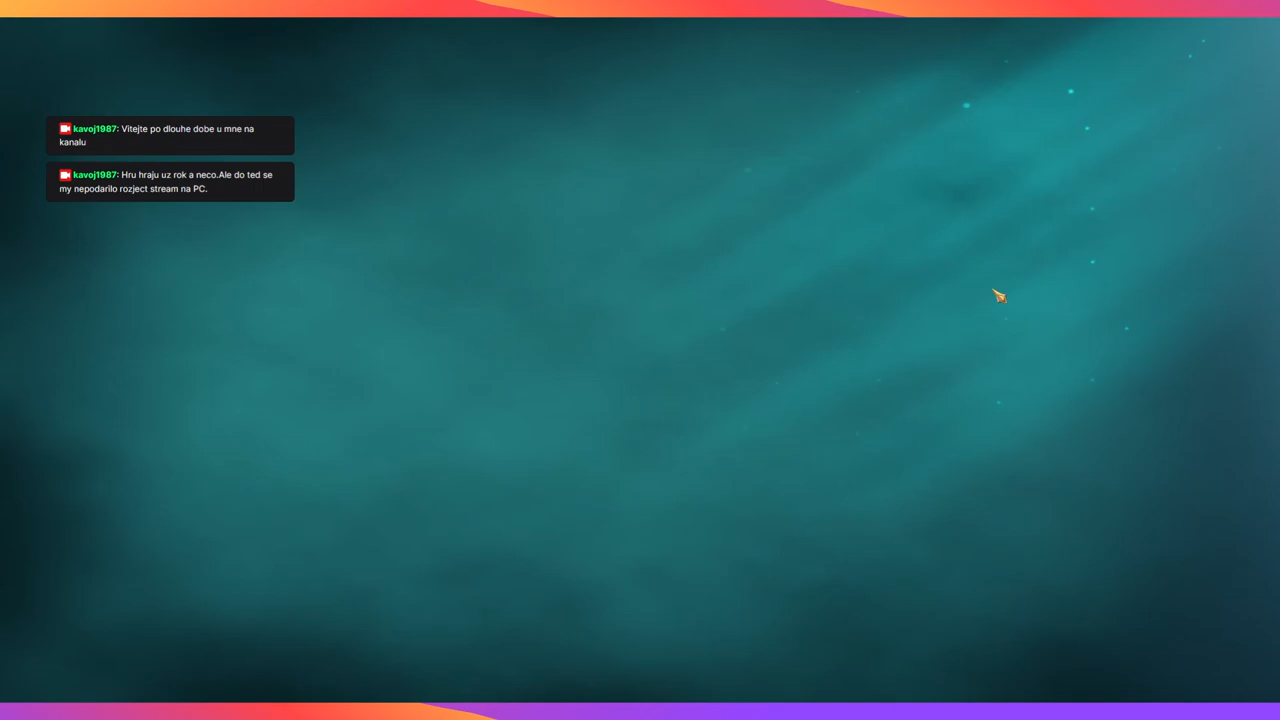 kavoj1987: Vitejte po dlouhe dobe u mne na
kanalu
kavoj1987: Hru hraju uz rok a neco.Ale do ted se
my nepodarilo rozject stream na PC.